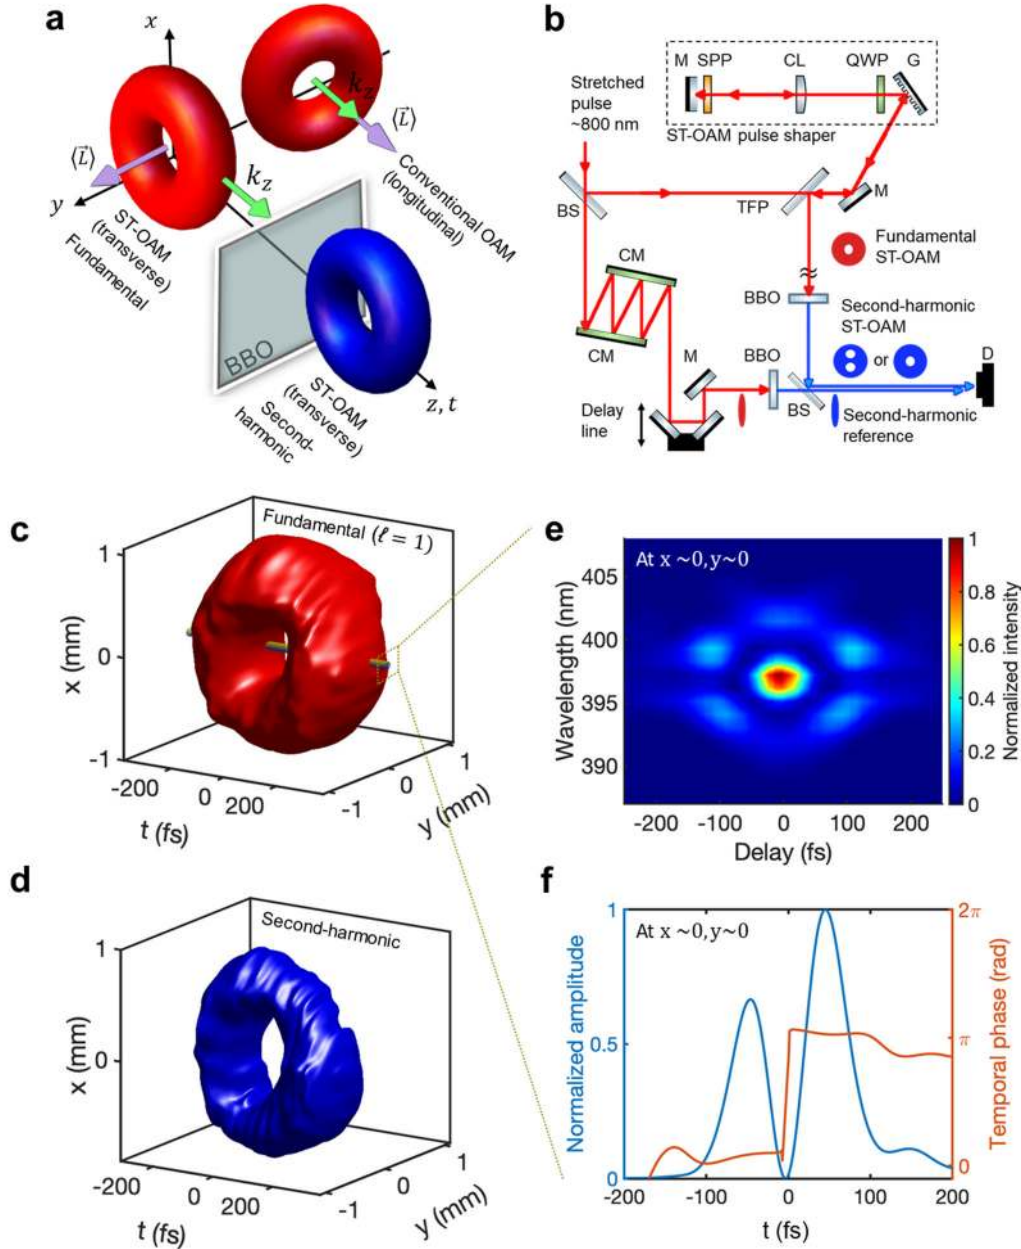 a
x
k_z
⟨L⃗⟩
Conventional OAM
(longitudinal)
⟨L⃗⟩
k_z
y
ST-OAM
(transverse)
Fundamental
BBO
ST-OAM
(transverse)
Second-
harmonic
z, t
b
M SPP CL QWP G
Stretched
pulse
~800 nm
ST-OAM pulse shaper
BS
TFP
M
Fundamental
ST-OAM
≈
CM
BBO
Second-harmonic
ST-OAM
or
D
CM
M
BBO
BS
Delay
line
Second-harmonic
reference
c
Fundamental (ℓ = 1)
1
0
-1
x (mm)
-200
0
200
t (fs)
-1
0
1
y (mm)
d
Second-harmonic
1
0
x (mm)
-200
0
200
t (fs)
-1
0
1
y (mm)
e
At x ~0, y~0
405
400
395
390
Wavelength (nm)
-200 -100 0 100 200
Delay (fs)
1
0.8
0.6
0.4
0.2
0
Normalized intensity
f
At x ~0, y~0
1
0.5
0
Normalized amplitude
2π
π
0
Temporal phase (rad)
-200 -100 0 100 200
t (fs)